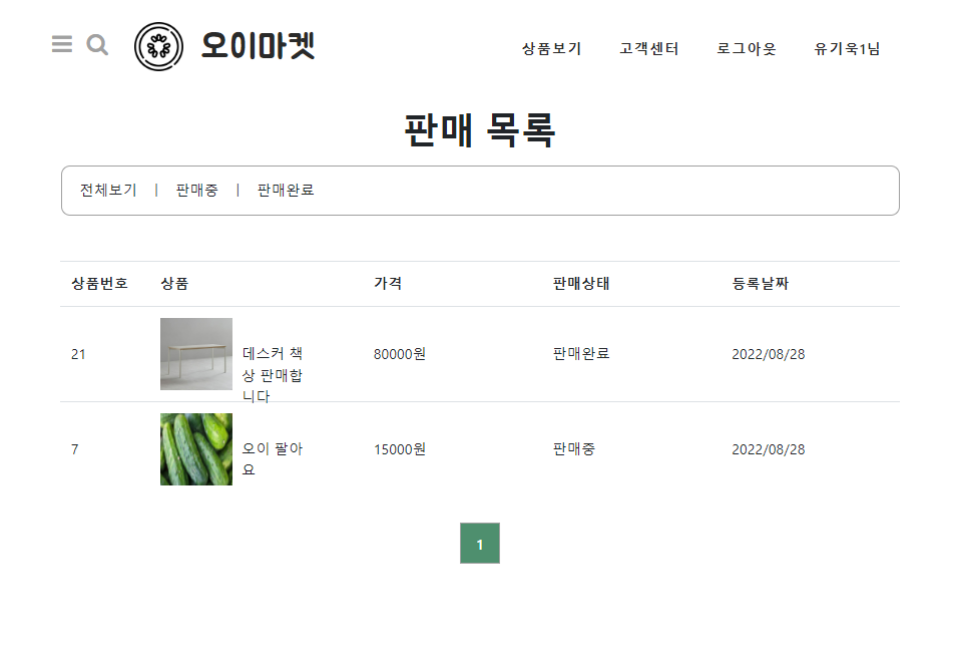 오이마켓
상품보기 고객센터 로그아웃 유기욱1님
판매 목록
전체보기 | 판매중 | 판매완료
상품번호 상품 가격 판매상태 등록날짜
21 데스커 책 80000원 판매완료 2022/08/28
상 판매합
니다
7 오이 팔아 15000원 판매중 2022/08/28
요
1